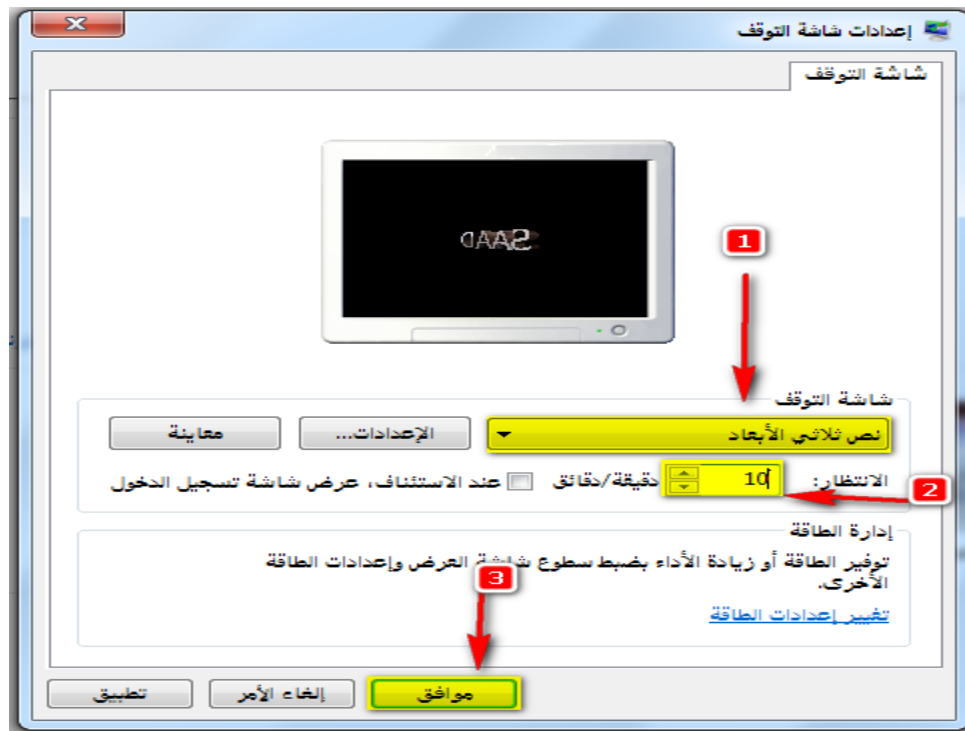 إعدادات شاشة التوقف
شاشة التوقف
SAAD
1
شاشة التوقف
نص ثلاثي الأبعاد
الإعدادات...
معاينة
الانتظار: 10 دقيقة/دقائق عند الاستئناف، عرض شاشة تسجيل الدخول
2
إدارة الطاقة
توفير الطاقة أو زيادة الأداء بضبط سطوع شاشة العرض وإعدادات الطاقة
الأخرى.
3
تغيير إعدادات الطاقة
موافق
إلغاء الأمر
تطبيق